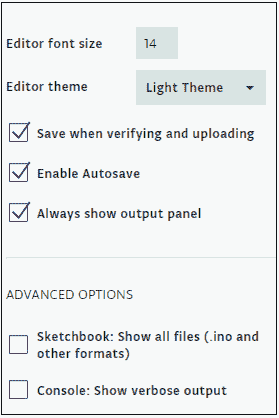 Editor font size 14
Editor theme Light Theme
Save when verifying and uploading
Enable Autosave
Always show output panel
ADVANCED OPTIONS
Sketchbook: Show all files (.ino and
other formats)
Console: Show verbose output